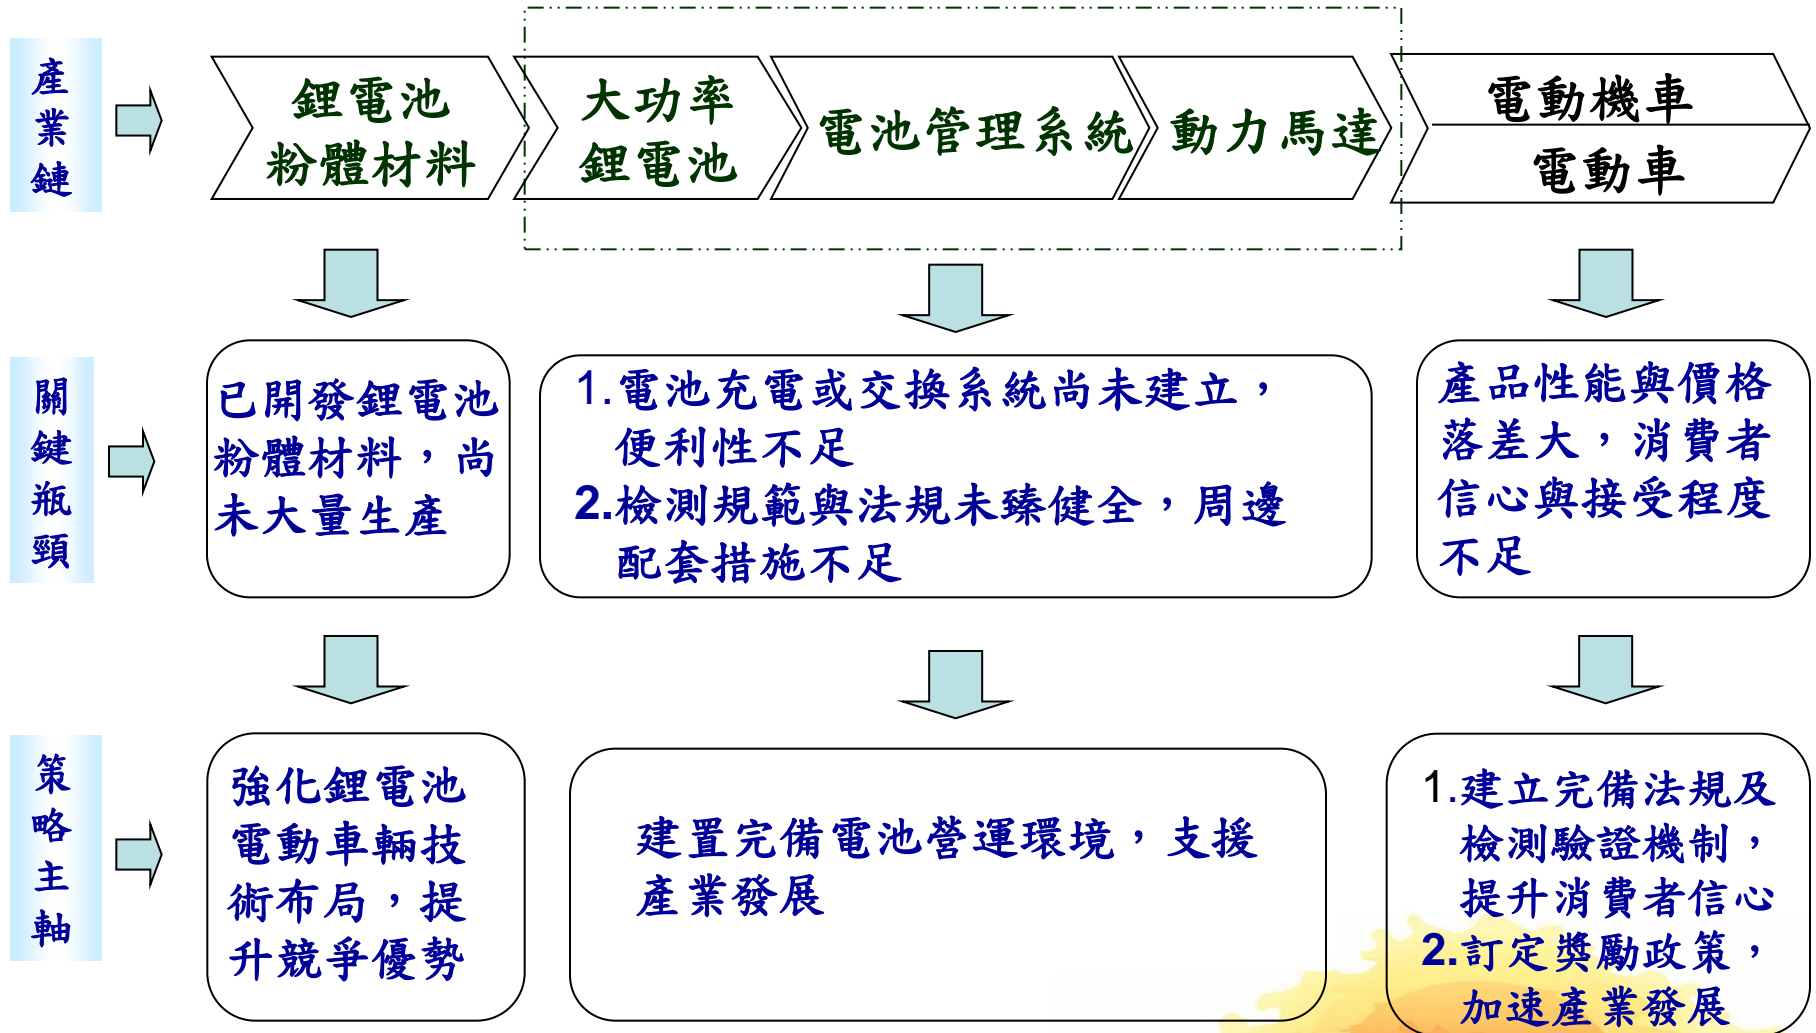 產業鏈
鋰電池
粉體材料
大功率
鋰電池
電池管理系統
動力馬達
電動機車
電動車
關鍵瓶頸
已開發鋰電池
粉體材料，尚
未大量生產
1.電池充電或交換系統尚未建立，
便利性不足
2.檢測規範與法規未臻健全，周邊
配套措施不足
產品性能與價格
落差大，消費者
信心與接受程度
不足
策略主軸
強化鋰電池
電動車輛技
術布局，提
升競爭優勢
建置完備電池營運環境，支援
產業發展
1.建立完備法規及
檢測驗證機制，
提升消費者信心
2.訂定獎勵政策，
加速產業發展